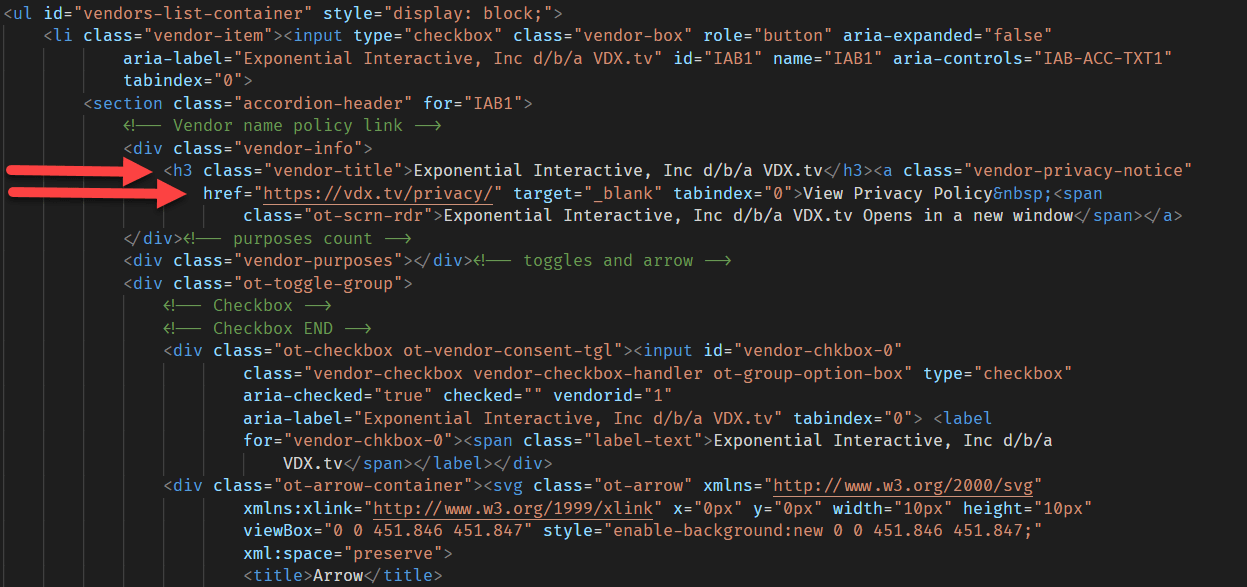 <ul id="vendors-list-container" style="display: block;">
<li class="vendor-item"><input type="checkbox" class="vendor-box" role="button" aria-expanded="false"
aria-label="Exponential Interactive, Inc d/b/a VDX.tv" id="IAB1" name="IAB1" aria-controls="IAB-ACC-TXT1"
tabindex="0">
<section class="accordion-header" for="IAB1">
<!-- Vendor name policy link -->
<div class="vendor-info">
<h3 class="vendor-title">Exponential Interactive, Inc d/b/a VDX.tv</h3><a class="vendor-privacy-notice"
href="https://vdx.tv/privacy/" target="_blank" tabindex="0">View Privacy Policy&nbsp;<span
class="ot-scrn-rdr">Exponential Interactive, Inc d/b/a VDX.tv Opens in a new window</span></a>
</div><!-- purposes count -->
<div class="vendor-purposes"></div><!-- toggles and arrow -->
<div class="ot-toggle-group">
<!-- Checkbox -->
<!-- Checkbox END -->
<div class="ot-checkbox ot-vendor-consent-tgl"><input id="vendor-chkbox-0"
class="vendor-checkbox vendor-checkbox-handler ot-group-option-box" type="checkbox"
aria-checked="true" checked="" vendorid="1"
aria-label="Exponential Interactive, Inc d/b/a VDX.tv" tabindex="0"> <label
for="vendor-chkbox-0"><span class="label-text">Exponential Interactive, Inc d/b/a
VDX.tv</span></label></div>
<div class="ot-arrow-container"><svg class="ot-arrow" xmlns="http://www.w3.org/2000/svg"
xmlns:xlink="http://www.w3.org/1999/xlink" x="0px" y="0px" width="10px" height="10px"
viewBox="0 0 451.846 451.847" style="enable-background:new 0 0 451.846 451.847;"
xml:space="preserve">
<title>Arrow</title>